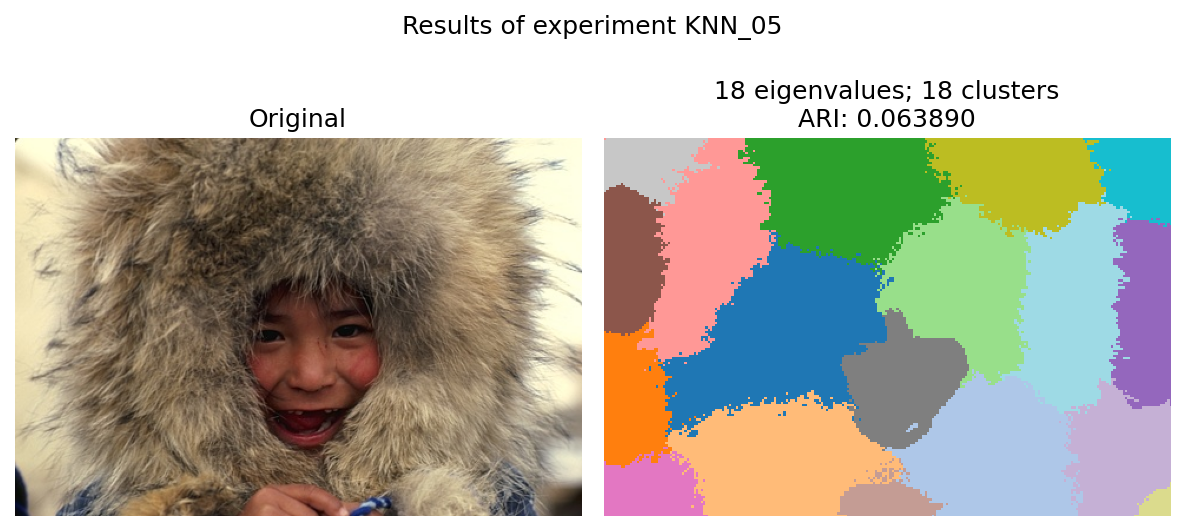 Results of experiment KNN_05
Original
18 eigenvalues; 18 clusters
ARI: 0.063890